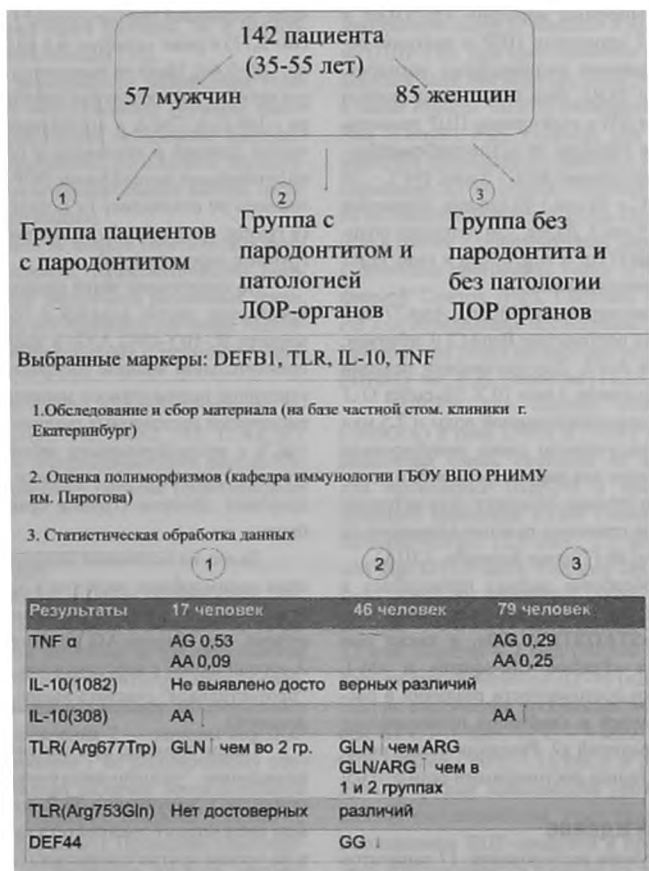 142 пациента
(35-55 лет)
57 мужчин 85 женщин
1 2 3
Группа пациентов
с пародонтитом
Группа с
пародонтитом и
патологией
ЛОР-органов
Группа без
пародонтита и
без патологии
ЛОР органов
Выбранные маркеры: DEFB1, TLR, IL-10, TNF
1.Обследование и сбор материала (на базе частной стом. клиники г.
Екатеринбург)
2. Оценка полиморфизмов (кафедра иммунологии ГБОУ ВПО РНИМУ
им. Пирогова)
3. Статистическая обработка данных
1 2 3
Результаты 17 человек 46 человек 79 человек
TNF α AG 0,53 AG 0,29
AA 0,09 AA 0,25
IL-10(1082) Не выявлено досто верных различий
IL-10(308) AA ↓ AA ↑
TLR( Arg677Trp) GLN ↑ чем во 2 гр. GLN ↑ чем ARG
GLN/ARG ↑ чем в
1 и 2 группах
TLR(Arg753Gln) Нет достоверных различий
DEF44 GG ↓